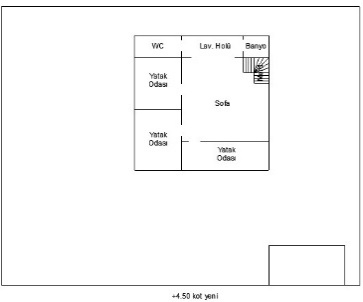 WC Lav. Holü Banyo
Yatak
Odası
Sofa
Yatak
Odası
Yatak
Odası
+4.50 kot yeni